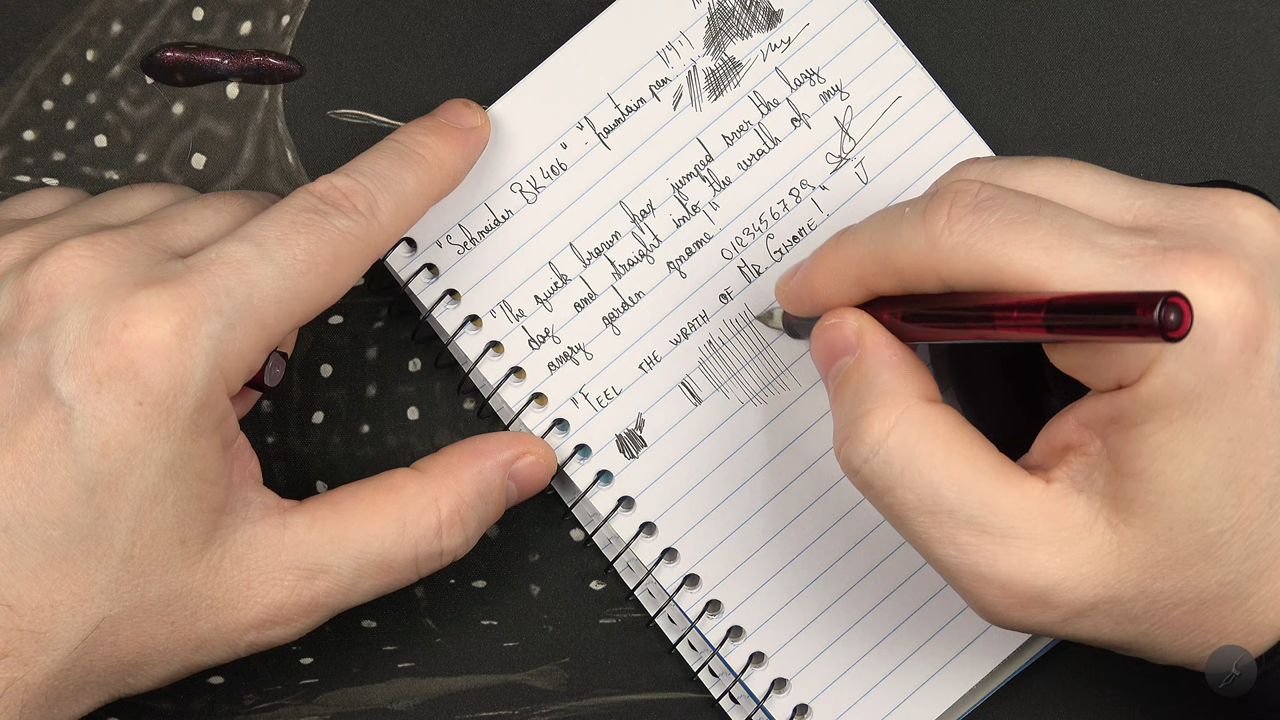 "Schneider BK406" - "fountain pen!?!:)
"The quick brown fox jumped over the lazy
dog and straight into the wrath of my
angry garden gnome!"
0123456789
"FEEL THE WRATH OF MR. GNOME!"